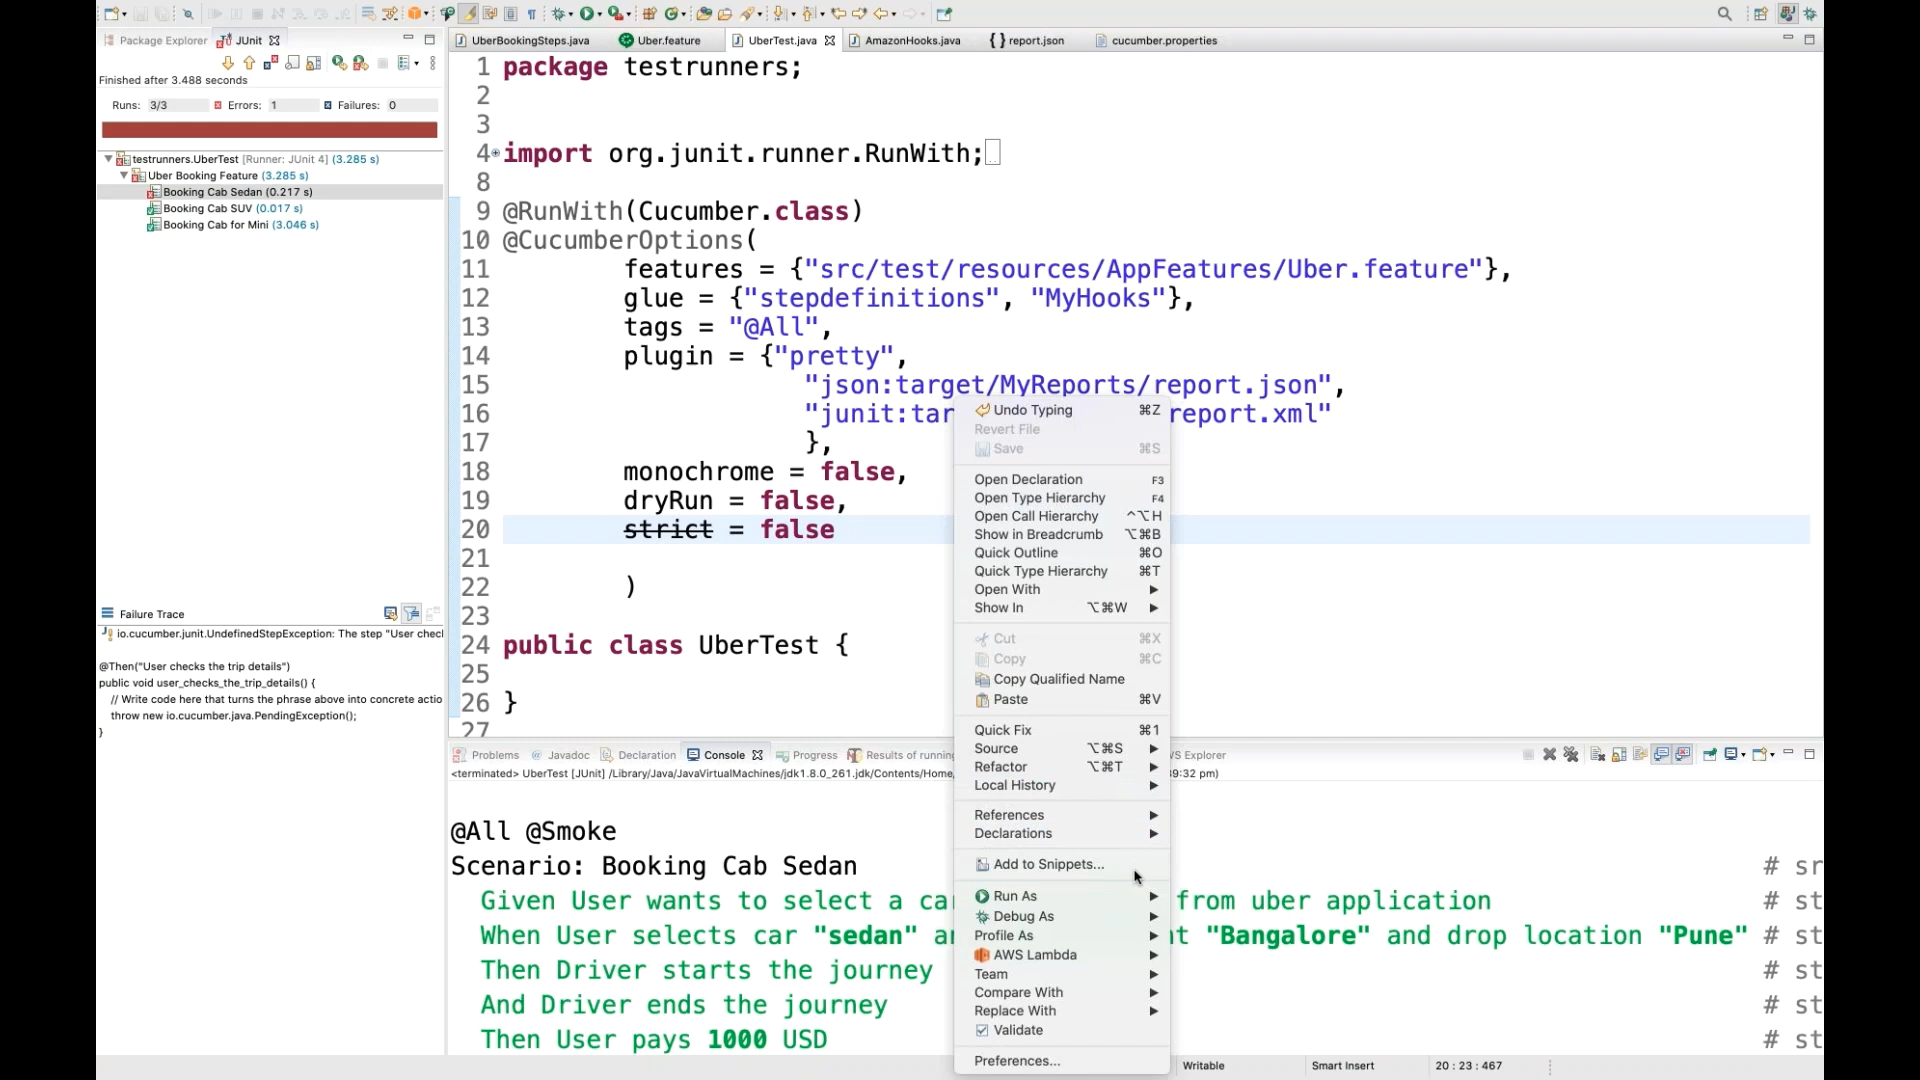 Package Explorer
JUnit
UberBookingSteps.java
Uber.feature
UberTest.java
AmazonHooks.java
{ } report.json
cucumber.properties
Finished after 3.488 seconds
Runs: 3/3
Errors: 1
Failures: 0
testrunners.UberTest [Runner: JUnit 4] (3.285 s)
Uber Booking Feature (3.285 s)
Booking Cab Sedan (0.217 s)
Booking Cab SUV (0.017 s)
Booking Cab for Mini (3.046 s)
Failure Trace
io.cucumber.junit.UndefinedStepException: The step "User chec
@Then("User checks the trip details")
public void user_checks_the_trip_details() {
// Write code here that turns the phrase above into concrete actio
throw new io.cucumber.java.PendingException();
}
1 package testrunners;
2
3
4 import org.junit.runner.RunWith;
8
9 @RunWith(Cucumber.class)
10 @CucumberOptions(
11 features = {"src/test/resources/AppFeatures/Uber.feature"},
12 glue = {"stepdefinitions", "MyHooks"},
13 tags = "@All",
14 plugin = {"pretty",
15 "json:target/MyReports/report.json",
16 "junit:tar report.xml"
17 },
18 monochrome = false,
19 dryRun = false,
20 strict = false
21
22 )
23
24 public class UberTest {
25
26 }
27
Undo Typing ⌘Z
Revert File
Save ⌘S
Open Declaration F3
Open Type Hierarchy F4
Open Call Hierarchy ^⌥H
Show in Breadcrumb ⌥⌘B
Quick Outline ⌘O
Quick Type Hierarchy ⌘T
Open With
Show In ⌥⌘W
Cut ⌘X
Copy ⌘C
Copy Qualified Name
Paste ⌘V
Quick Fix ⌘1
Source ⌥⌘S
Refactor ⌥⌘T
Local History
References
Declarations
Add to Snippets...
Run As
Debug As
Profile As
AWS Lambda
Team
Compare With
Replace With
Validate
Preferences...
Problems
@ Javadoc
Declaration
Console
Progress
Results of running
VS Explorer
<terminated> UberTest [JUnit] /Library/Java/JavaVirtualMachines/jdk1.8.0_261.jdk/Contents/Home, 39:32 pm)
@All @Smoke
Scenario: Booking Cab Sedan # sr
Given User wants to select a ca from uber application # st
When User selects car "sedan" a t "Bangalore" and drop location "Pune" # st
Then Driver starts the journey # st
And Driver ends the journey # st
Then User pays 1000 USD # st
Writable
Smart Insert
20 : 23 : 467